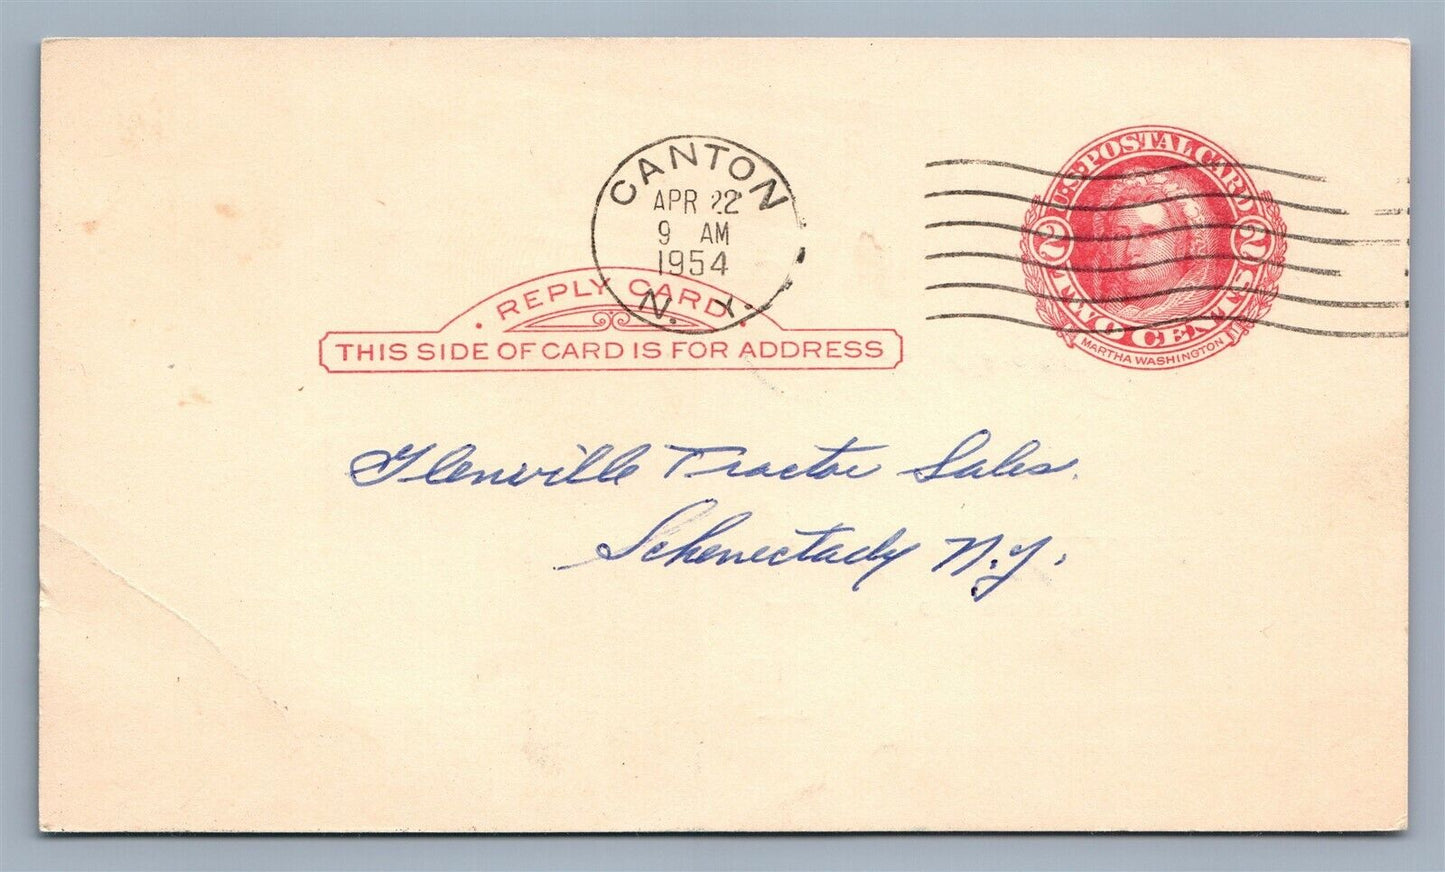 CANTON
APR 22
9 AM
1954
N. Y.
U·S·POSTAL CARD
2 2
TWO CENTS
MARTHA WASHINGTON
· REPLY CARD ·
THIS SIDE OF CARD IS FOR ADDRESS
Glenville Tractor Sales.
Schenectady N.Y.